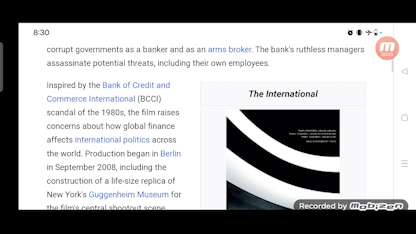 8:30
corrupt governments as a banker and as an arms broker. The bank's ruthless managers
assassinate potential threats, including their own employees.
Inspired by the Bank of Credit and
Commerce International (BCCI)
scandal of the 1980s, the film raises
concerns about how global finance
affects international politics across
the world. Production began in Berlin
in September 2008, including the
construction of a life-size replica of
New York's Guggenheim Museum for
the film's central shootout scene
The International
Recorded by Mobizen